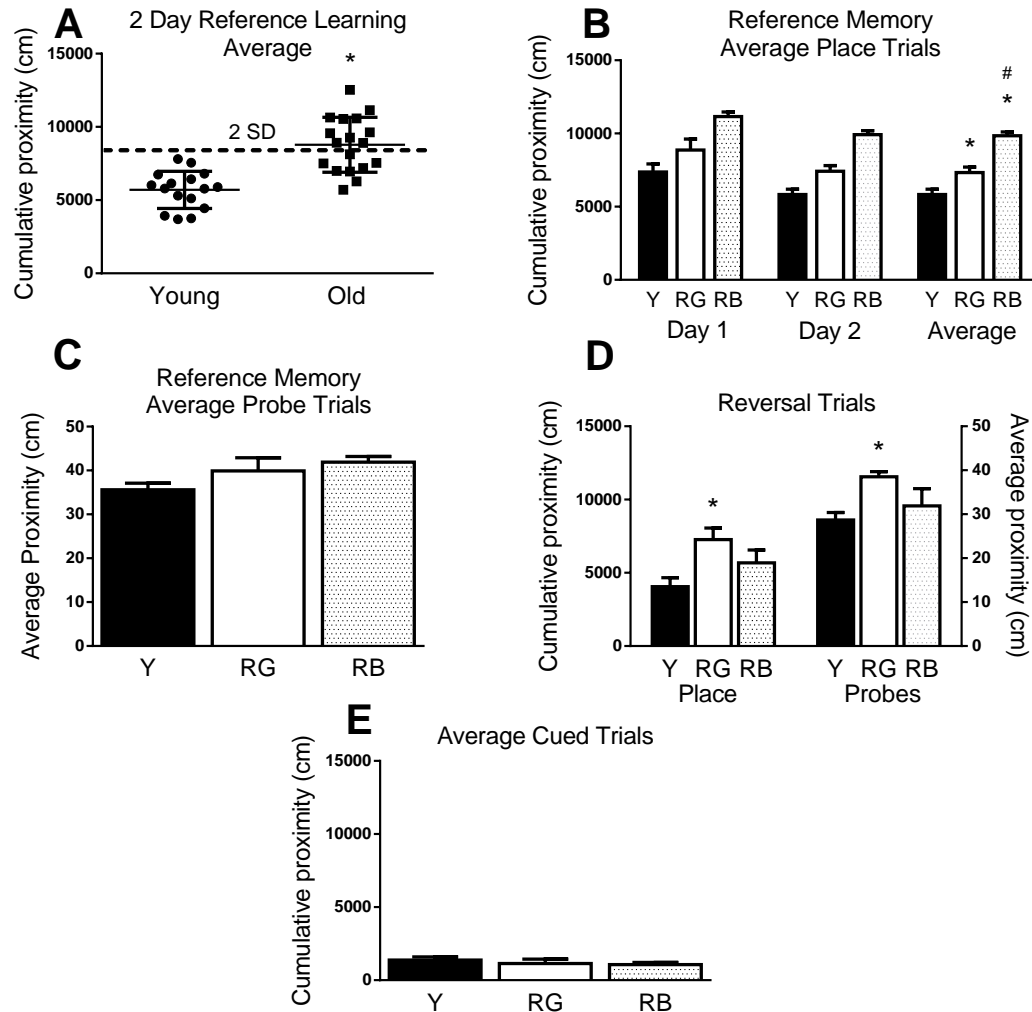 A
2 Day Reference Learning
Average
Cumulative proximity (cm)
15000
10000
5000
0
*
2 SD
Young Old
B
Reference Memory
Average Place Trials
Cumulative proximity (cm)
15000
10000
5000
0
#
*
*
Y RG RB Y RG RB Y RG RB
Day 1 Day 2 Average
C
Reference Memory
Average Probe Trials
Average Proximity (cm)
50
40
30
20
10
0
Y RG RB
D
Reversal Trials
Cumulative proximity (cm)
15000
10000
5000
0
*
*
50
40
30
20
10
0
Average proximity (cm)
Y RG RB Y RG RB
Place Probes
E
Average Cued Trials
Cumulative proximity (cm)
15000
10000
5000
0
Y RG RB